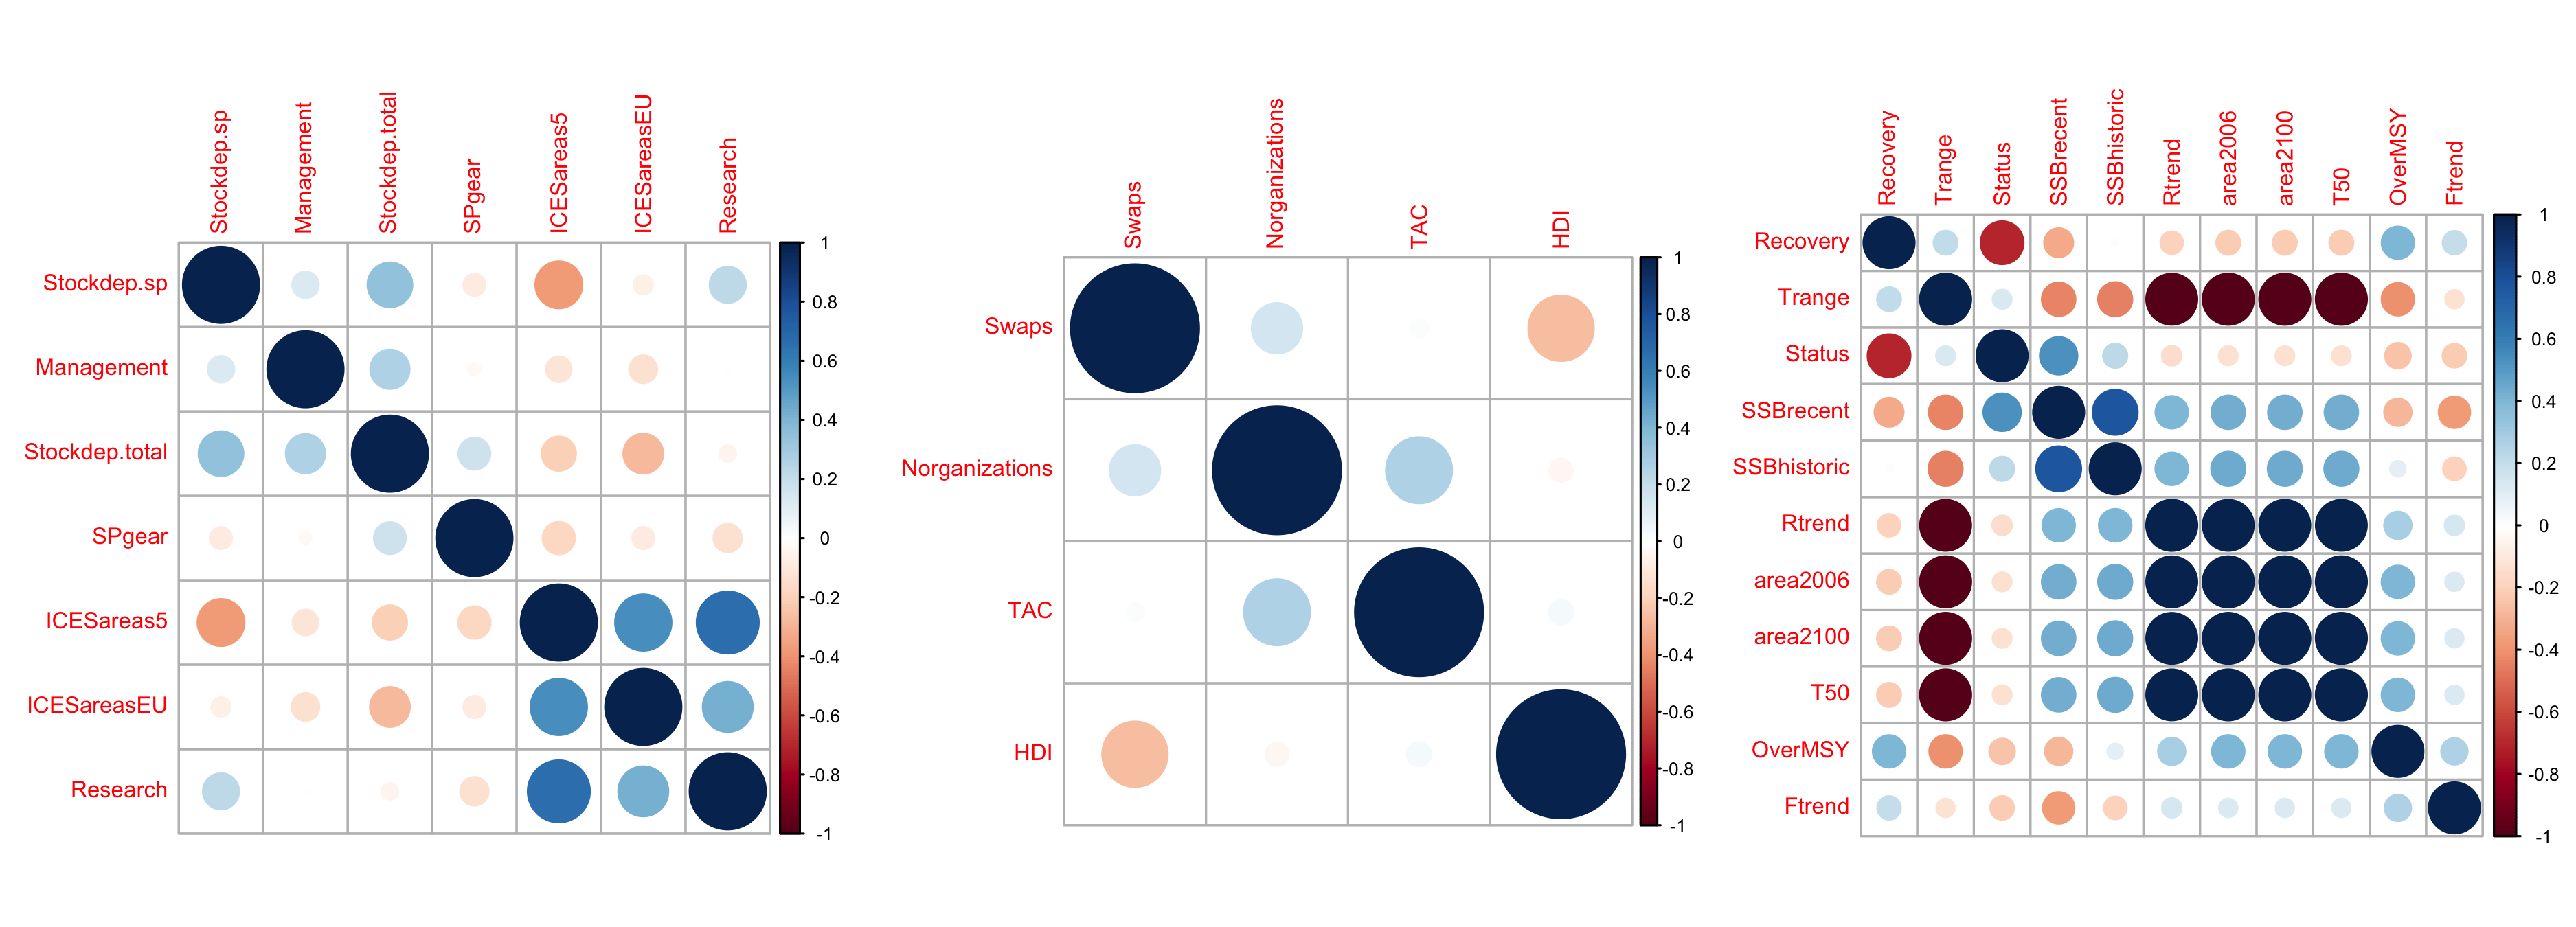 Stockdep.sp
Management
Stockdep.total
SPgear
ICESareas5
ICESareasEU
Research
Stockdep.sp
Management
Stockdep.total
SPgear
ICESareas5
ICESareasEU
Research
1
0.8
0.6
0.4
0.2
0
-0.2
-0.4
-0.6
-0.8
-1
Swaps
Norganizations
TAC
HDI
Swaps
Norganizations
TAC
HDI
1
0.8
0.6
0.4
0.2
0
-0.2
-0.4
-0.6
-0.8
-1
Recovery
Trange
Status
SSBrecent
SSBhistoric
Rtrend
area2006
area2100
T50
OverMSY
Ftrend
Recovery
Trange
Status
SSBrecent
SSBhistoric
Rtrend
area2006
area2100
T50
OverMSY
Ftrend
1
0.8
0.6
0.4
0.2
0
-0.2
-0.4
-0.6
-0.8
-1